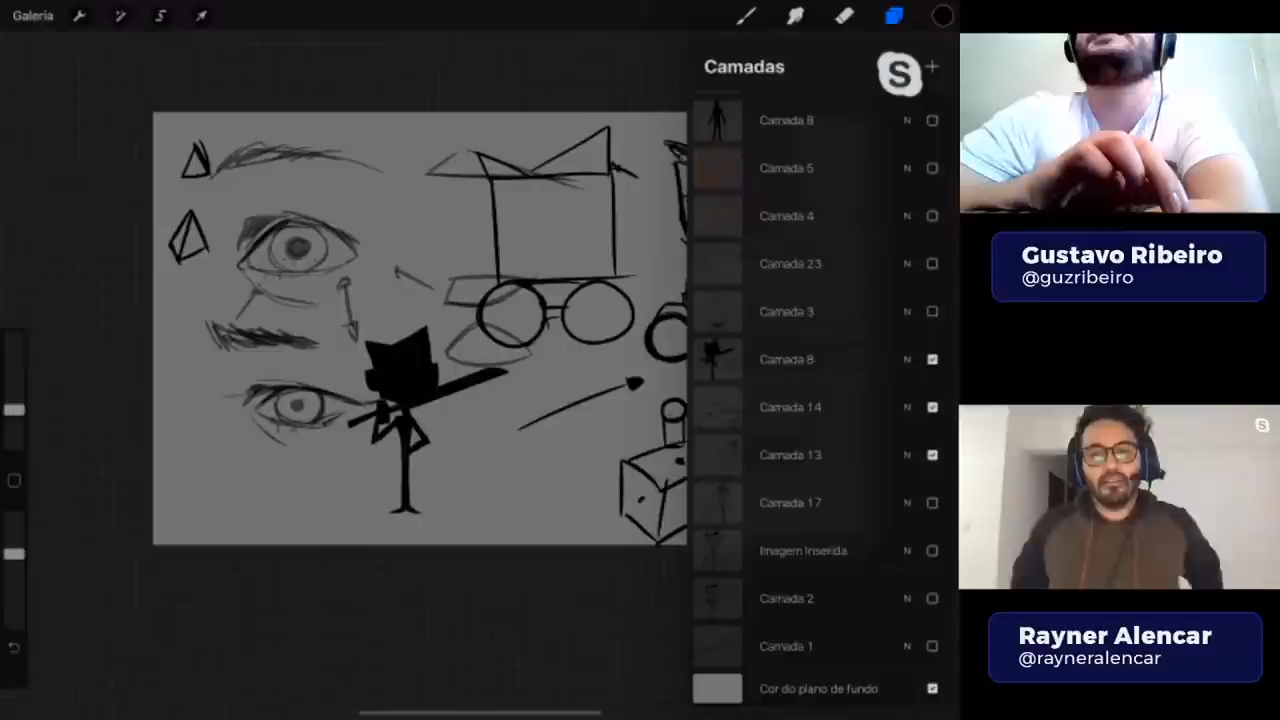 Galeria
S
Camadas
S
Camada 8
N
Camada 5
N
Camada 4
N
Camada 23
N
Camada 3
N
Camada 8
N
Camada 14
N
Camada 13
N
Camada 17
N
Imagem Inserida
N
Camada 2
N
Camada 1
N
Cor do plano de fundo
Gustavo Ribeiro
@guzribeiro
S
Rayner Alencar
@rayneralencar